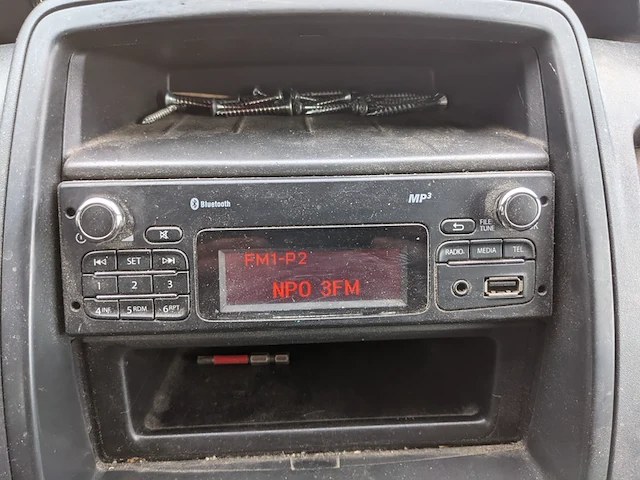 Bluetooth
MP3
FILE
TUNE
OK
SET
RADIO MEDIA TEL
FM1-P2
NPO 3FM
1 2 3
4 INF. 5 RDM 6 RPT